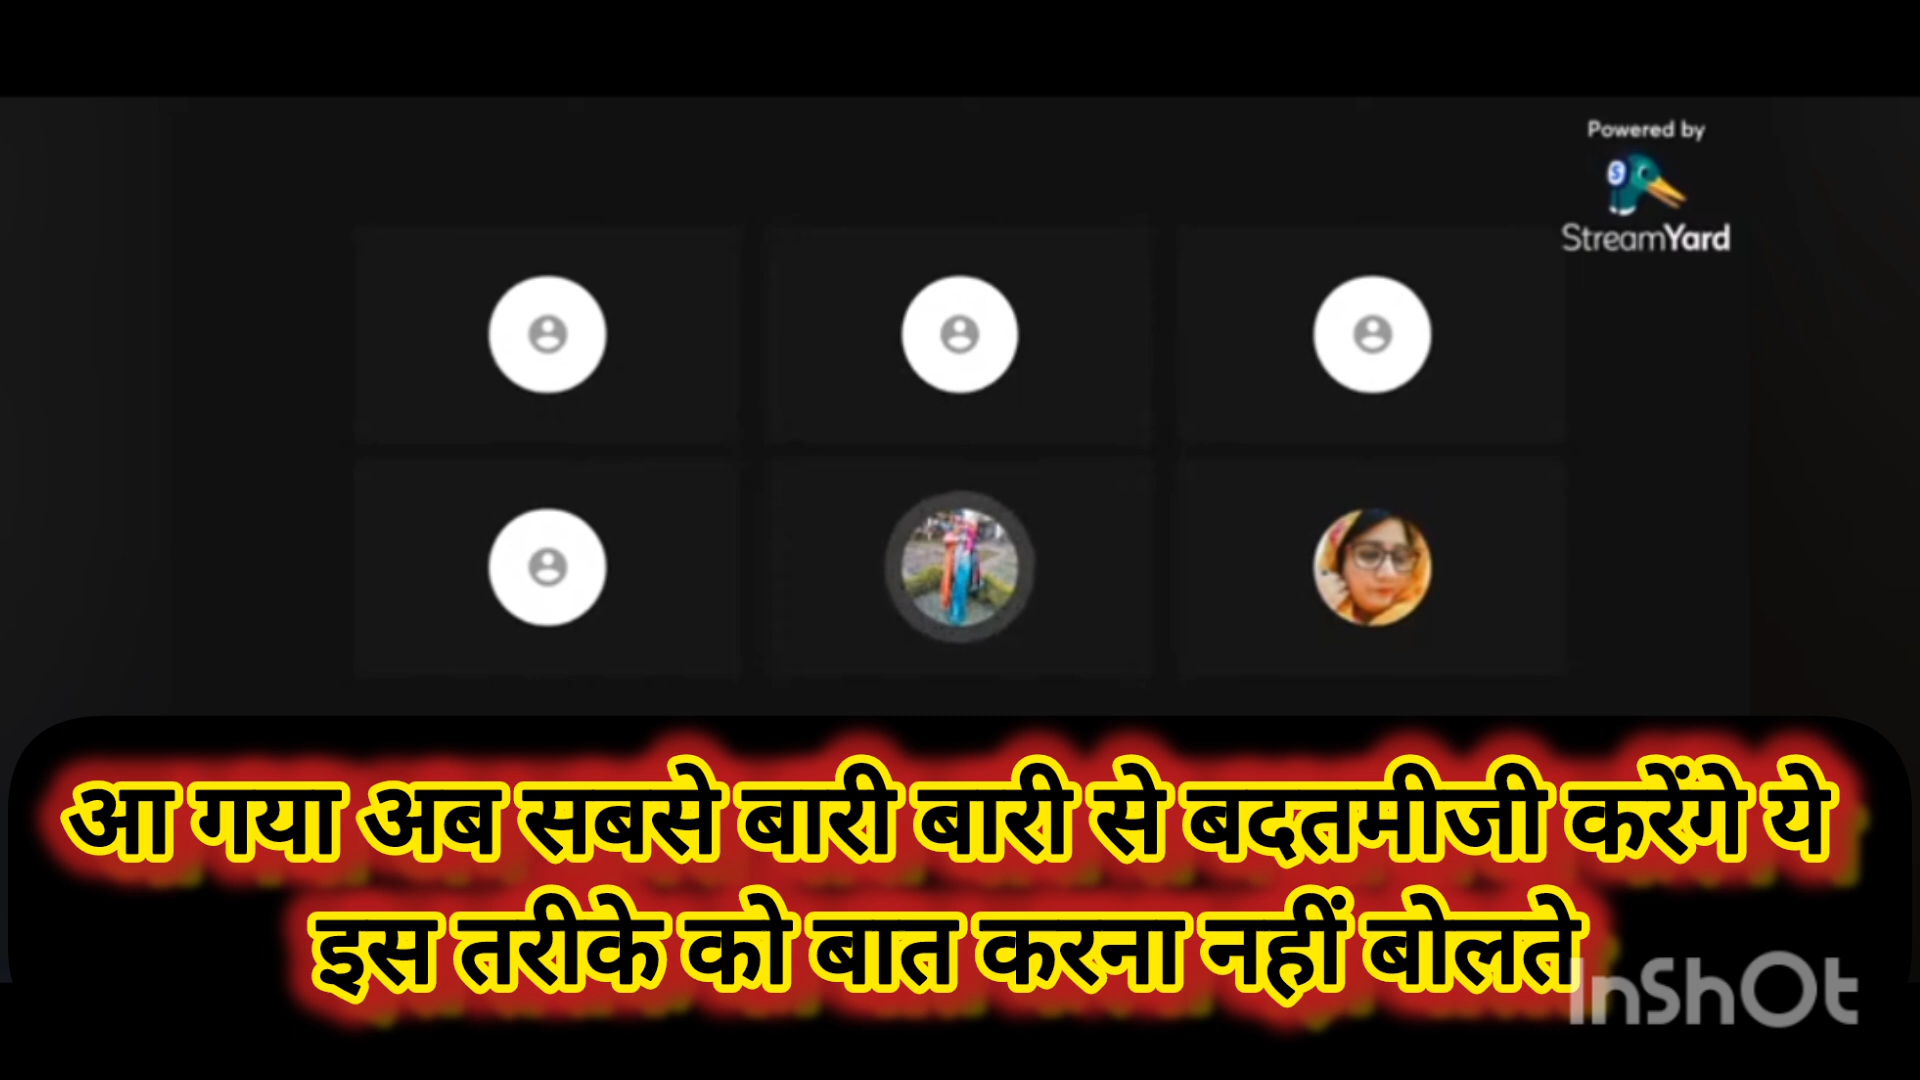 Powered by
StreamYard
आ गया अब सबसे बारी बारी से बदतमीजी करेंगे ये
इस तरीके को बात करना नहीं बोलते
InShOt